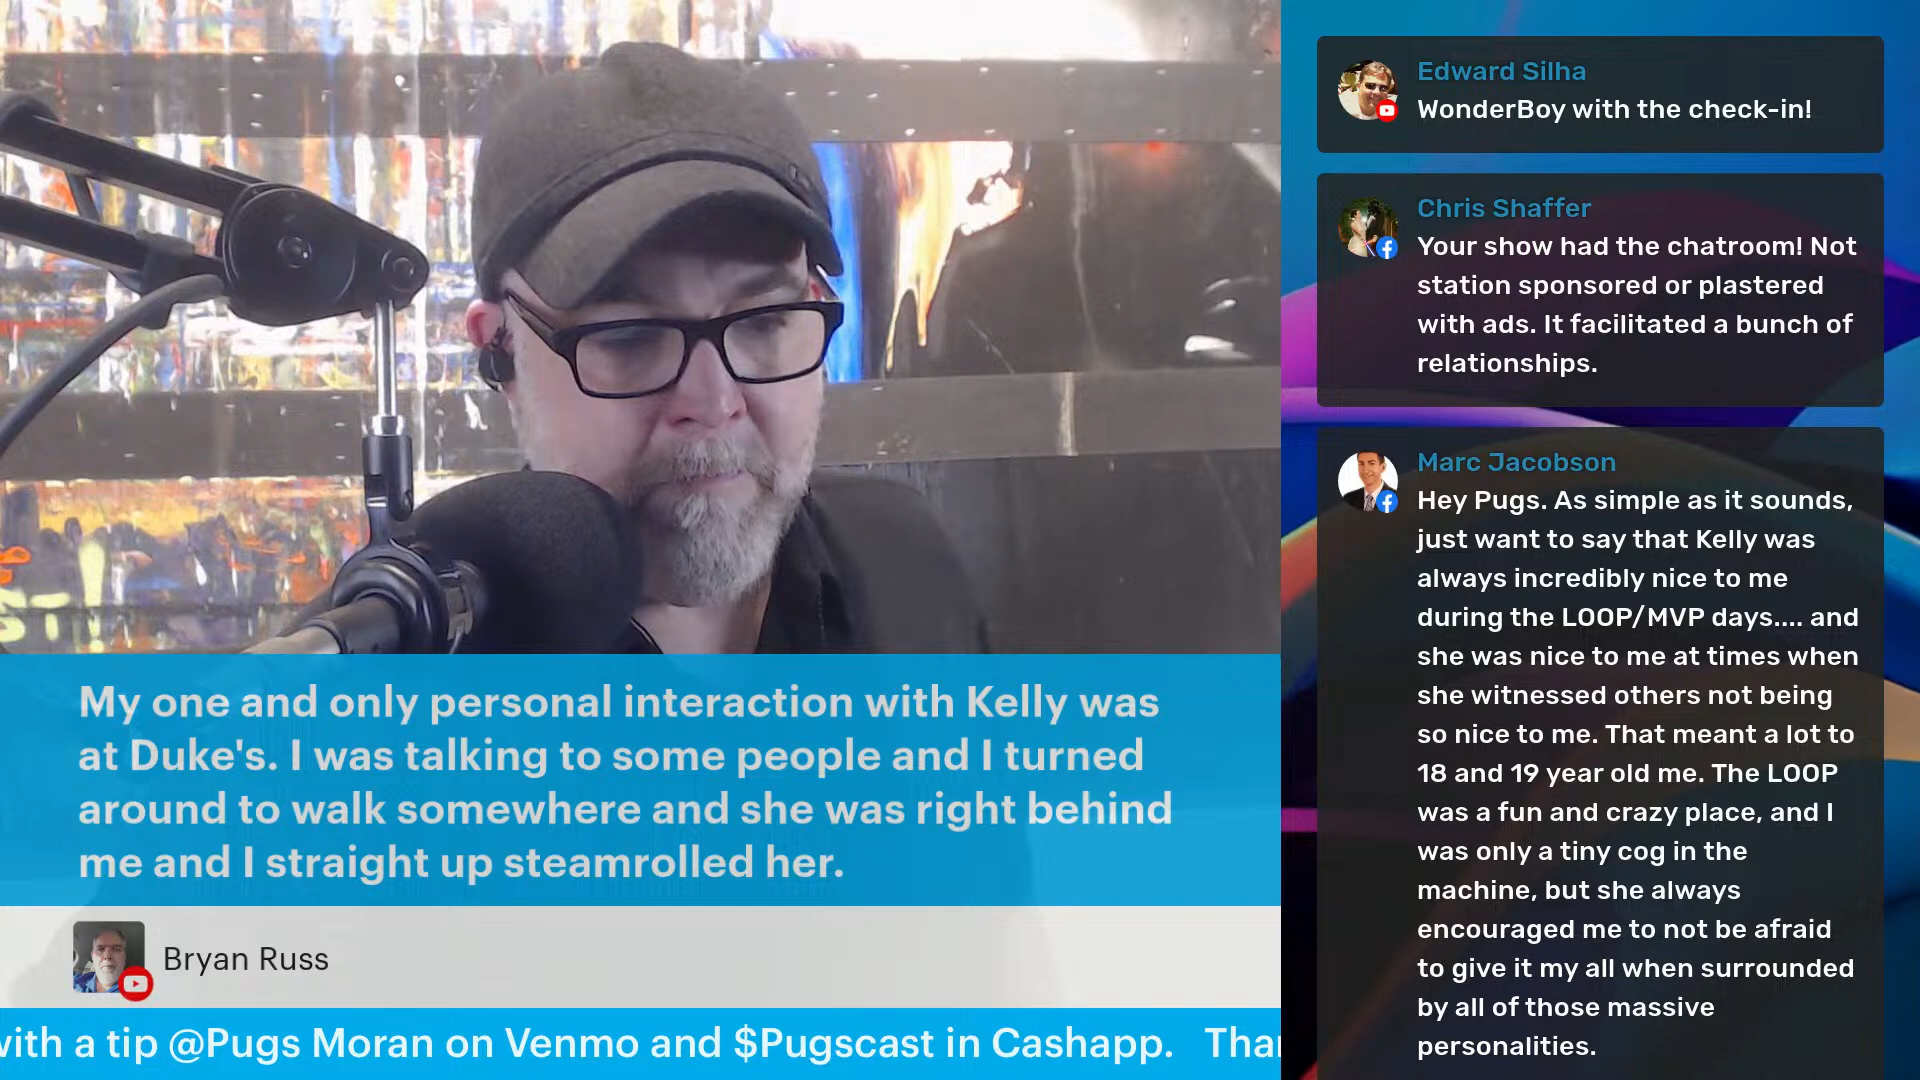 My one and only personal interaction with Kelly was
at Duke's. I was talking to some people and I turned
around to walk somewhere and she was right behind
me and I straight up steamrolled her.
Bryan Russ
with a tip @Pugs Moran on Venmo and $Pugscast in Cashapp.
Edward Silha
WonderBoy with the check-in!
Chris Shaffer
Your show had the chatroom! Not
station sponsored or plastered
with ads. It facilitated a bunch of
relationships.
Marc Jacobson
Hey Pugs. As simple as it sounds,
just want to say that Kelly was
always incredibly nice to me
during the LOOP/MVP days.... and
she was nice to me at times when
she witnessed others not being
so nice to me. That meant a lot to
18 and 19 year old me. The LOOP
was a fun and crazy place, and I
was only a tiny cog in the
machine, but she always
encouraged me to not be afraid
to give it my all when surrounded
by all of those massive
personalities.